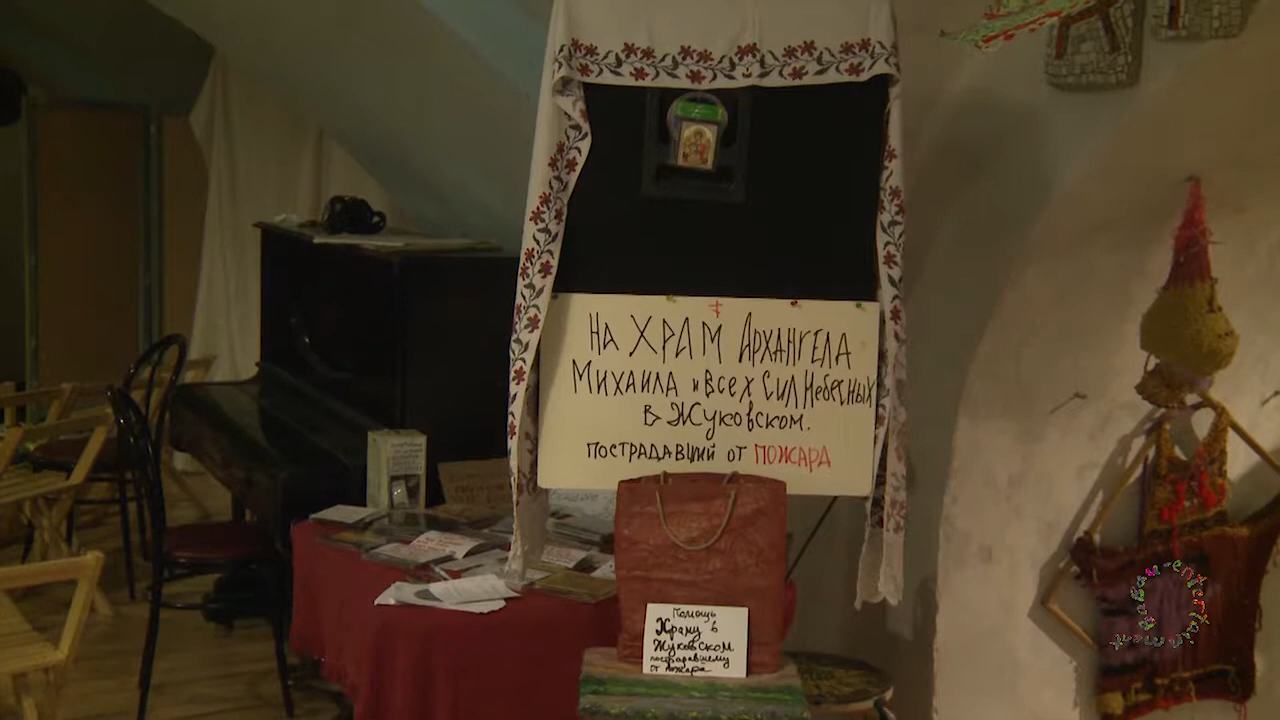 На ХРАМ АРХАНГЕЛА
МИХАИЛА и ВСЕХ СИЛ Небесных
в Жуковском.
ПОСТРАДАВШИЙ ОТ ПОЖАРА
Помощь
Храму в
Жуковском
пострадавшему
от пожара